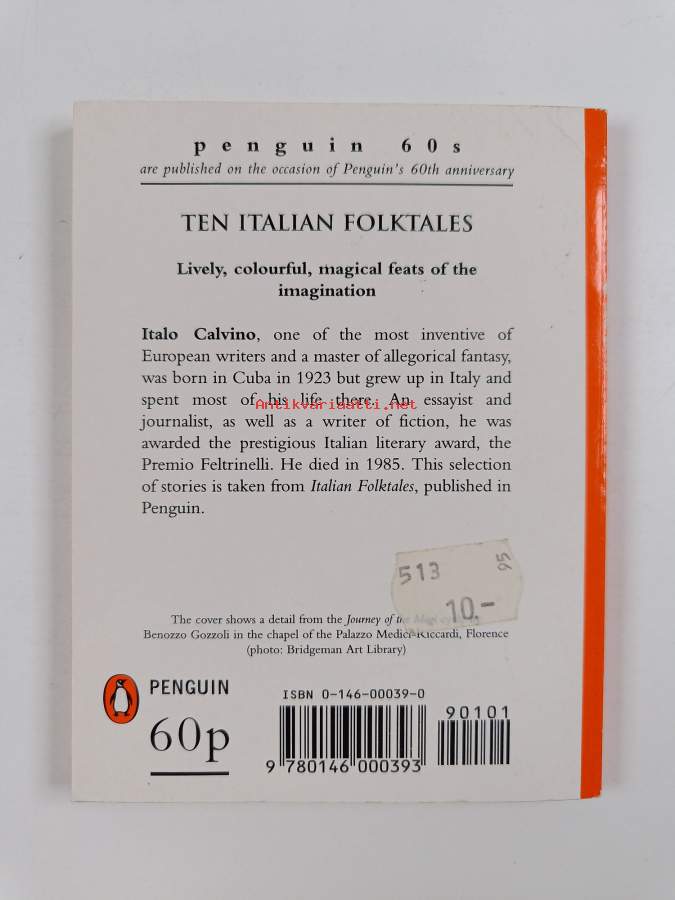 penguin 60s
are published on the occasion of Penguin's 60th anniversary
TEN ITALIAN FOLKTALES
Lively, colourful, magical feats of the
imagination
Italo Calvino, one of the most inventive of
European writers and a master of allegorical fantasy,
was born in Cuba in 1923 but grew up in Italy and
spent most of his life there. An essayist and
Antikvariaatti.net
journalist, as well as a writer of fiction, he was
awarded the prestigious Italian literary award, the
Premio Feltrinelli. He died in 1985. This selection
of stories is taken from Italian Folktales, published in
Penguin.
513
95
10.-
The cover shows a detail from the Journey of the Magi
Benozzo Gozzoli in the chapel of the Palazzo Medici-Riccardi, Florence
(photo: Bridgeman Art Library)
PENGUIN
60p
ISBN 0-146-00039-0
90101
9 780146 000393